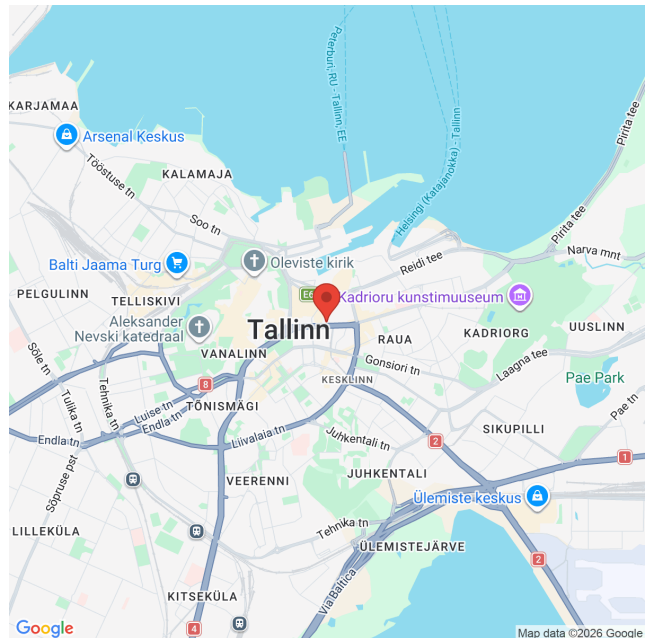 Peterburi, RU - Tallinn, EE
KARJAMAA
Arsenal Keskus
Pirita tee
Tööstuse tn
KALAMAJA
Helsingi (Katajanokka) - Tallinn
Soo tn
Pirita tee
Oleviste kirik
Narva mnt
Balti Jaama Turg
Reidi tee
PELGULINN
TELLISKIVI
E6
Kadrioru kunstimuuseum
Aleksander
Nevski katedraal
Tallinn
RAUA
KADRIORG
UUSLINN
VANALINN
Gonsiori tn
Laagna tee
Söle tn
Tulika tn
Tehnika tn
8
KESKLINN
Pae Park
Luise tn
TÕNISMÄGI
Endla tn
Endla tn
Liivalaia tn
Juhkentali tn
2
SIKUPILLI
Pae tn
1
Sõpruse pst
VEERENNI
JUHKENTALI
Ülemiste keskus
LILLEKÜLA
Tehnika tn
ÜLEMISTEJÄRVE
2
Via Baltica
KITSEKÜLA
4
Google
Map data ©2026 Google